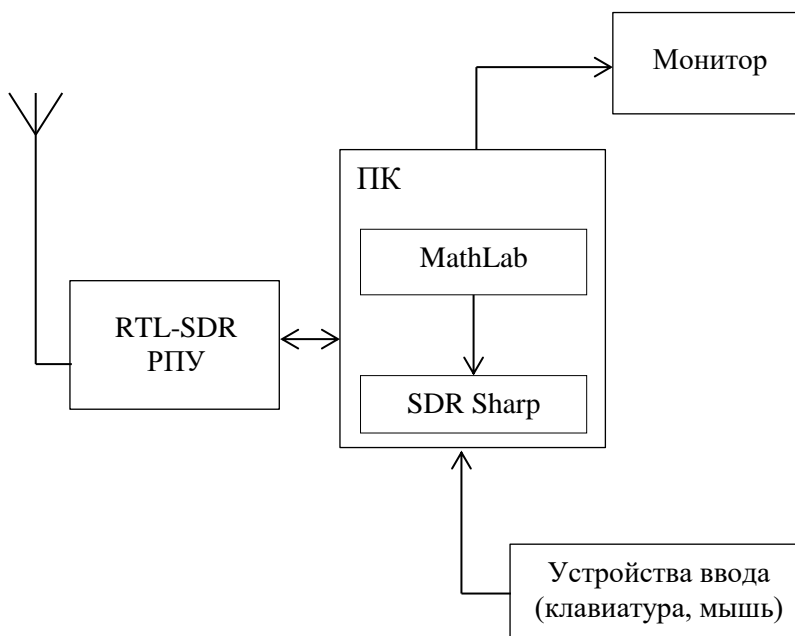 Монитор
ПК
MathLab
RTL-SDR
РПУ
SDR Sharp
Устройства ввода
(клавиатура, мышь)